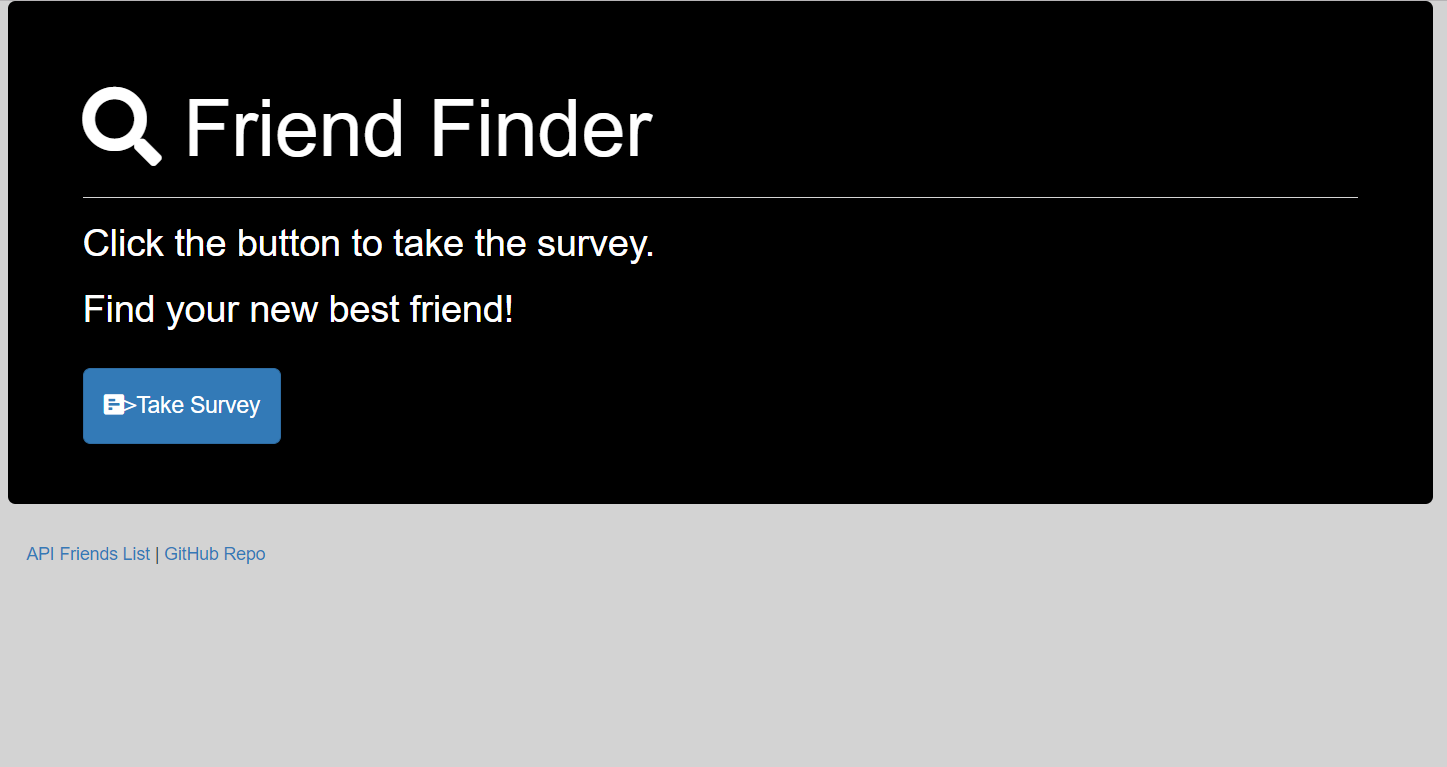 Friend Finder
Click the button to take the survey.
Find your new best friend!
>Take Survey
API Friends List | GitHub Repo